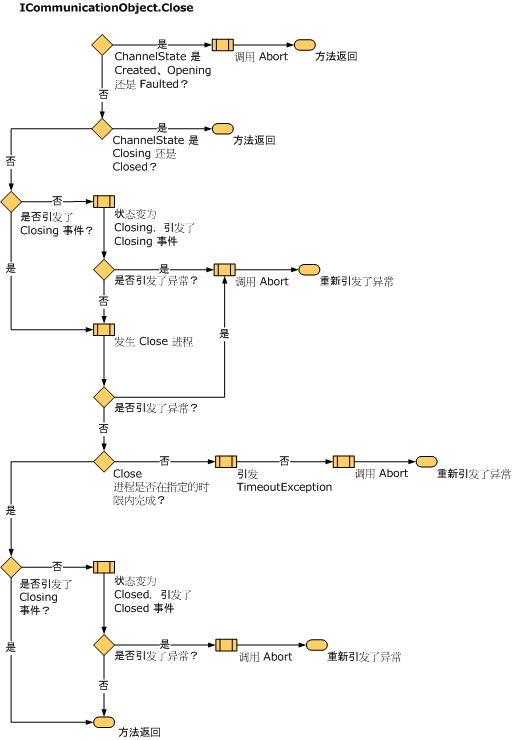 ICommunicationObject.Close
是
调用 Abort
方法返回
ChannelState 是
Created、Opening
还是 Faulted？
否
是
方法返回
ChannelState 是
Closing 还是
Closed？
否
否
是否引发了
Closing 事件？
状态变为
Closing，引发了
Closing 事件
是
是
是否引发了异常？
调用 Abort
重新引发了异常
否
发生 Close 进程
是
是否引发了异常？
否
否
否
Close
进程是否在指定的时
限内完成？
引发
TimeoutException
调用 Abort
重新引发了异常
是
否
是否引发了
Closing
事件？
状态变为
Closed，引发了
Closed 事件
是
是
是否引发了异常？
调用 Abort
重新引发了异常
否
方法返回